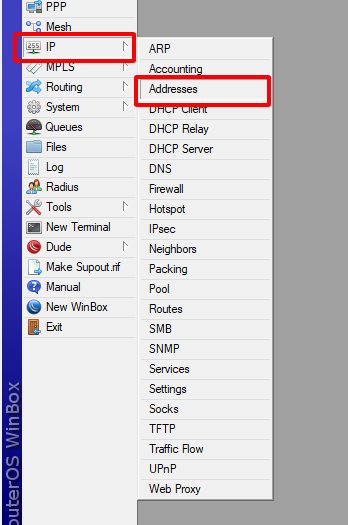 PPP
Mesh
IP
255
MPLS
Routing
System
Queues
Files
Log
Radius
Tools
New Terminal
Dude
Make Supout.rif
Manual
New WinBox
Exit
ARP
Accounting
Addresses
DHCP Client
DHCP Relay
DHCP Server
DNS
Firewall
Hotspot
IPsec
Neighbors
Packing
Pool
Routes
SMB
SNMP
Services
Settings
Socks
TFTP
Traffic Flow
UPnP
Web Proxy
outerOS WinBox